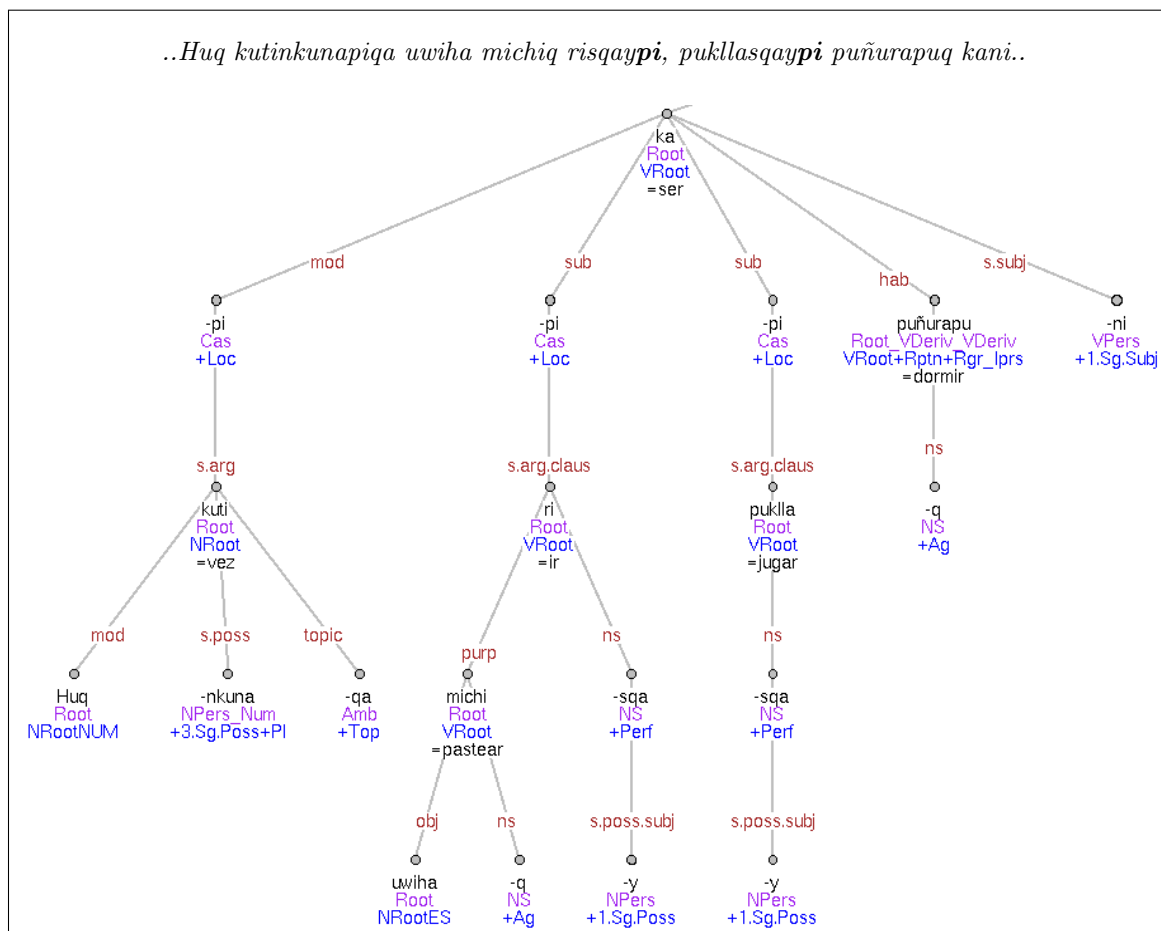 ..Huq kutinkunapiqa uwiha michiq risqaypi, pukllasqaypi puñurapuq kani..
ka
Root
VRoot
=ser
mod
sub
sub
hab
s.subj
-pi
Cas
+Loc
-pi
Cas
+Loc
-pi
Cas
+Loc
puñurapu
Root_VDeriv_VDeriv
VRoot+Rptn+Rgr_Iprs
=dormir
-ni
VPers
+1.Sg.Subj
s.arg
s.arg.claus
s.arg.claus
ns
kuti
Root
NRoot
=vez
ri
Root
VRoot
=ir
puklla
Root
VRoot
=jugar
-q
NS
+Ag
mod
s.poss
topic
purp
ns
ns
Huq
Root
NRootNUM
-nkuna
NPers_Num
+3.Sg.Poss+Pl
-qa
Amb
+Top
michi
Root
VRoot
=pastear
-sqa
NS
+Perf
-sqa
NS
+Perf
obj
ns
s.poss.subj
s.poss.subj
uwiha
Root
NRootES
-q
NS
+Ag
-y
NPers
+1.Sg.Poss
-y
NPers
+1.Sg.Poss